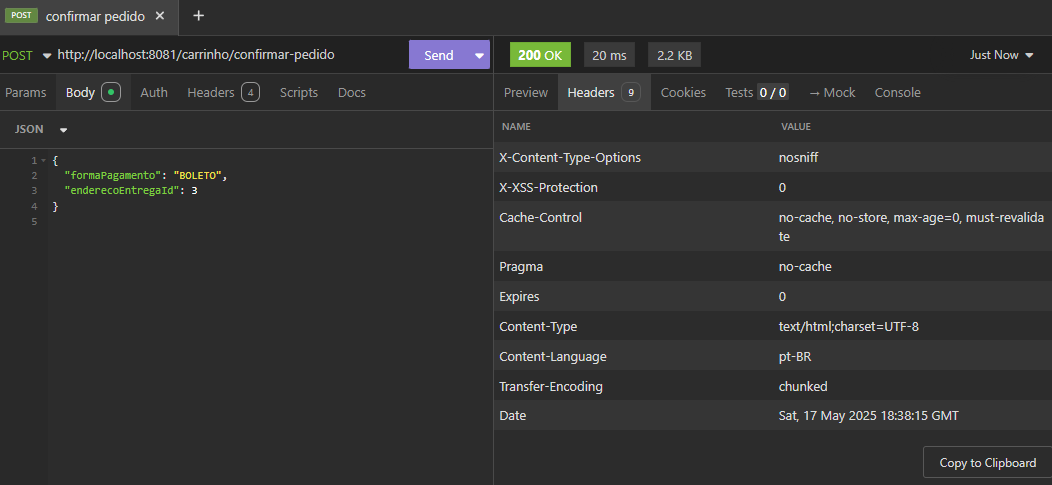 POST confirmar pedido × +
POST http://localhost:8081/carrinho/confirmar-pedido Send
200 OK 20 ms 2.2 KB Just Now
Params Body Auth Headers 4 Scripts Docs
Preview Headers 9 Cookies Tests 0 / 0 → Mock Console
JSON
1 {
2 "formaPagamento": "BOLETO",
3 "enderecoEntregaId": 3
4 }
5
NAME VALUE
X-Content-Type-Options nosniff
X-XSS-Protection 0
Cache-Control no-cache, no-store, max-age=0, must-revalida
te
Pragma no-cache
Expires 0
Content-Type text/html;charset=UTF-8
Content-Language pt-BR
Transfer-Encoding chunked
Date Sat, 17 May 2025 18:38:15 GMT
Copy to Clipboard